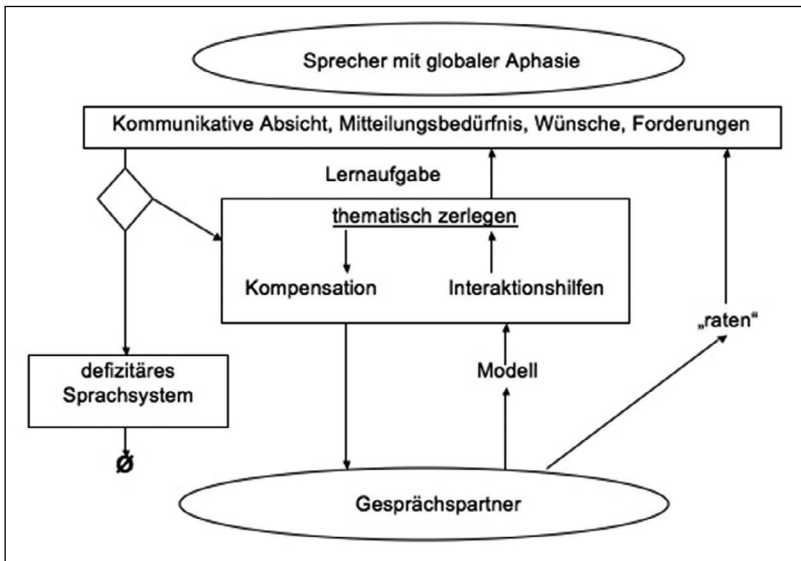 Sprecher mit globaler Aphasie
Kommunikative Absicht, Mitteilungsbedürfnis, Wünsche, Forderungen
Lernaufgabe
thematisch zerlegen
Kompensation
Interaktionshilfen
„raten“
defizitäres
Sprachsystem
Modell
Ø
Gesprächspartner